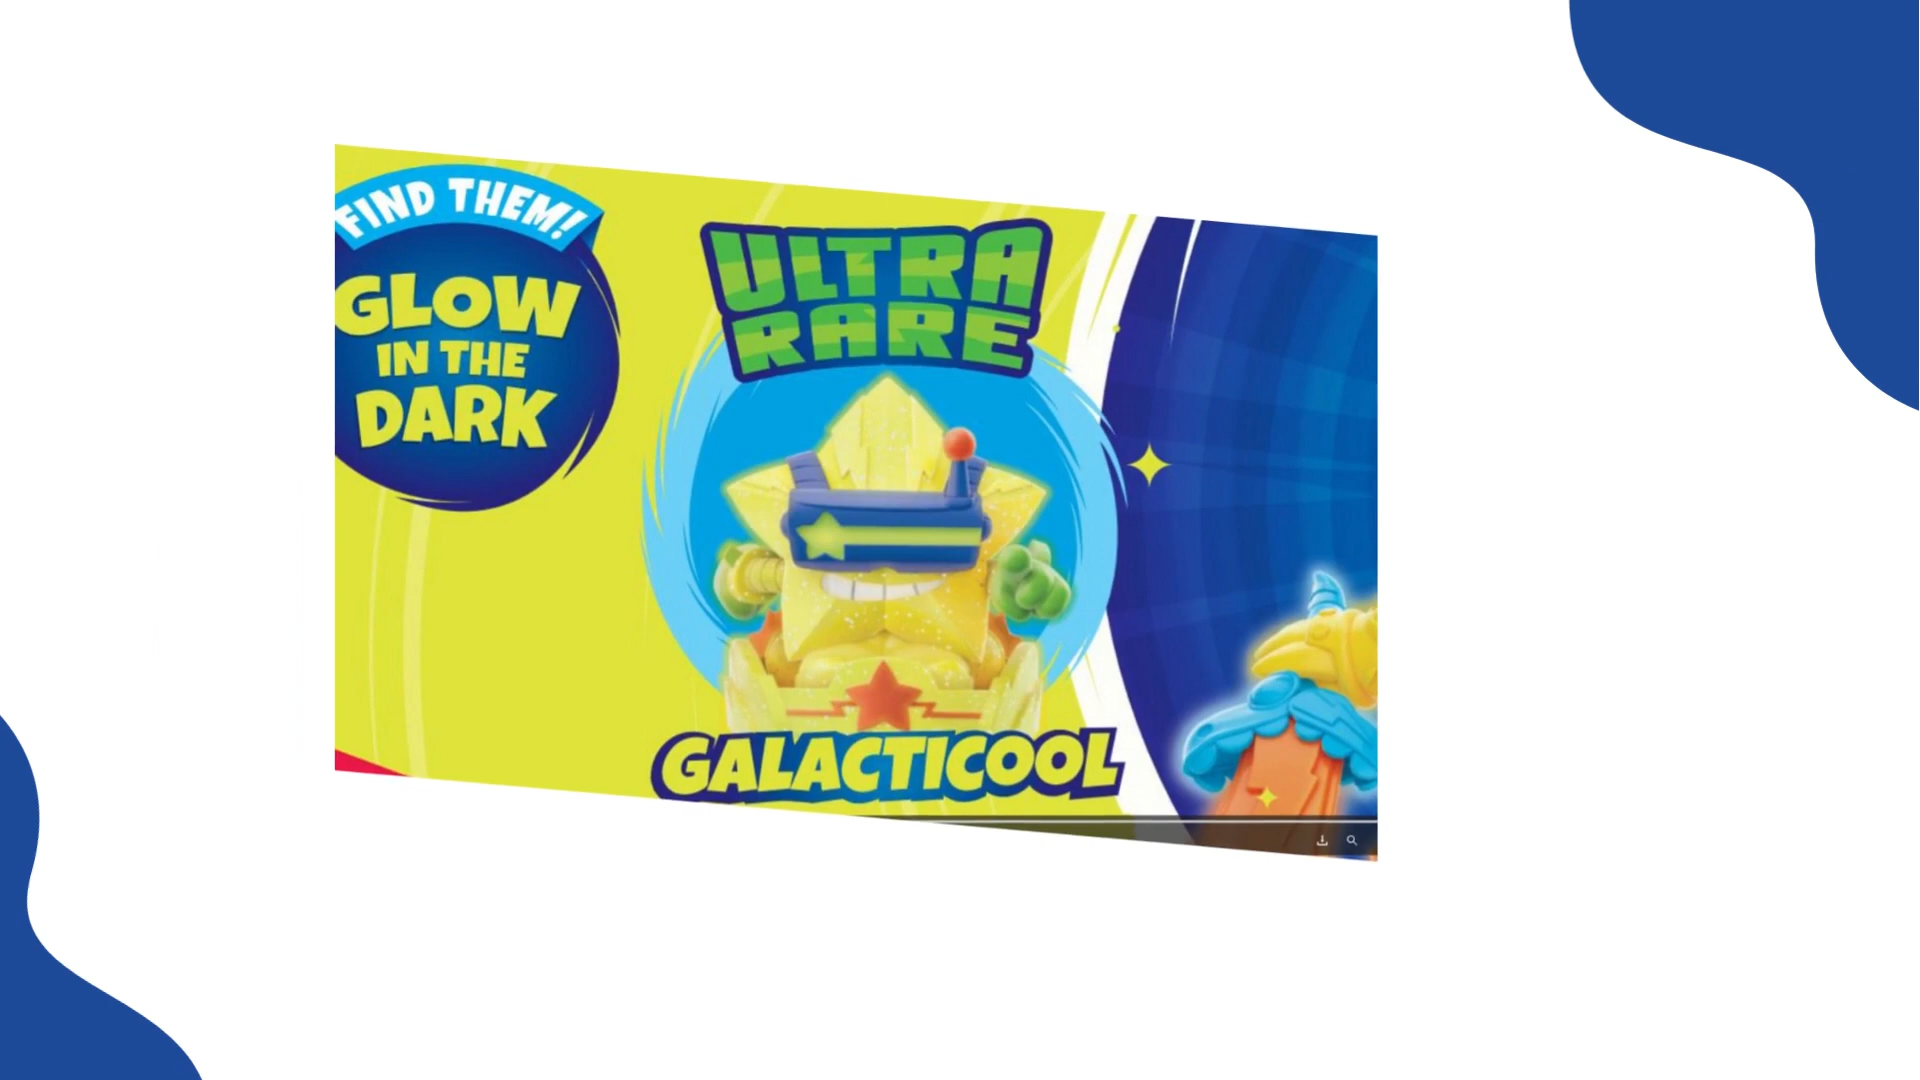 FIND THEM!
GLOW
IN THE
DARK
ULTRA
RARE
GALACTICOOL